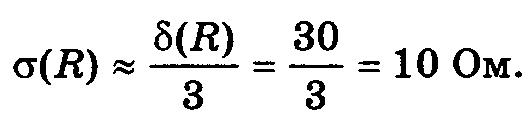 σ(R) ≈ δ(R)/3 = 30/3 = 10 Ом.